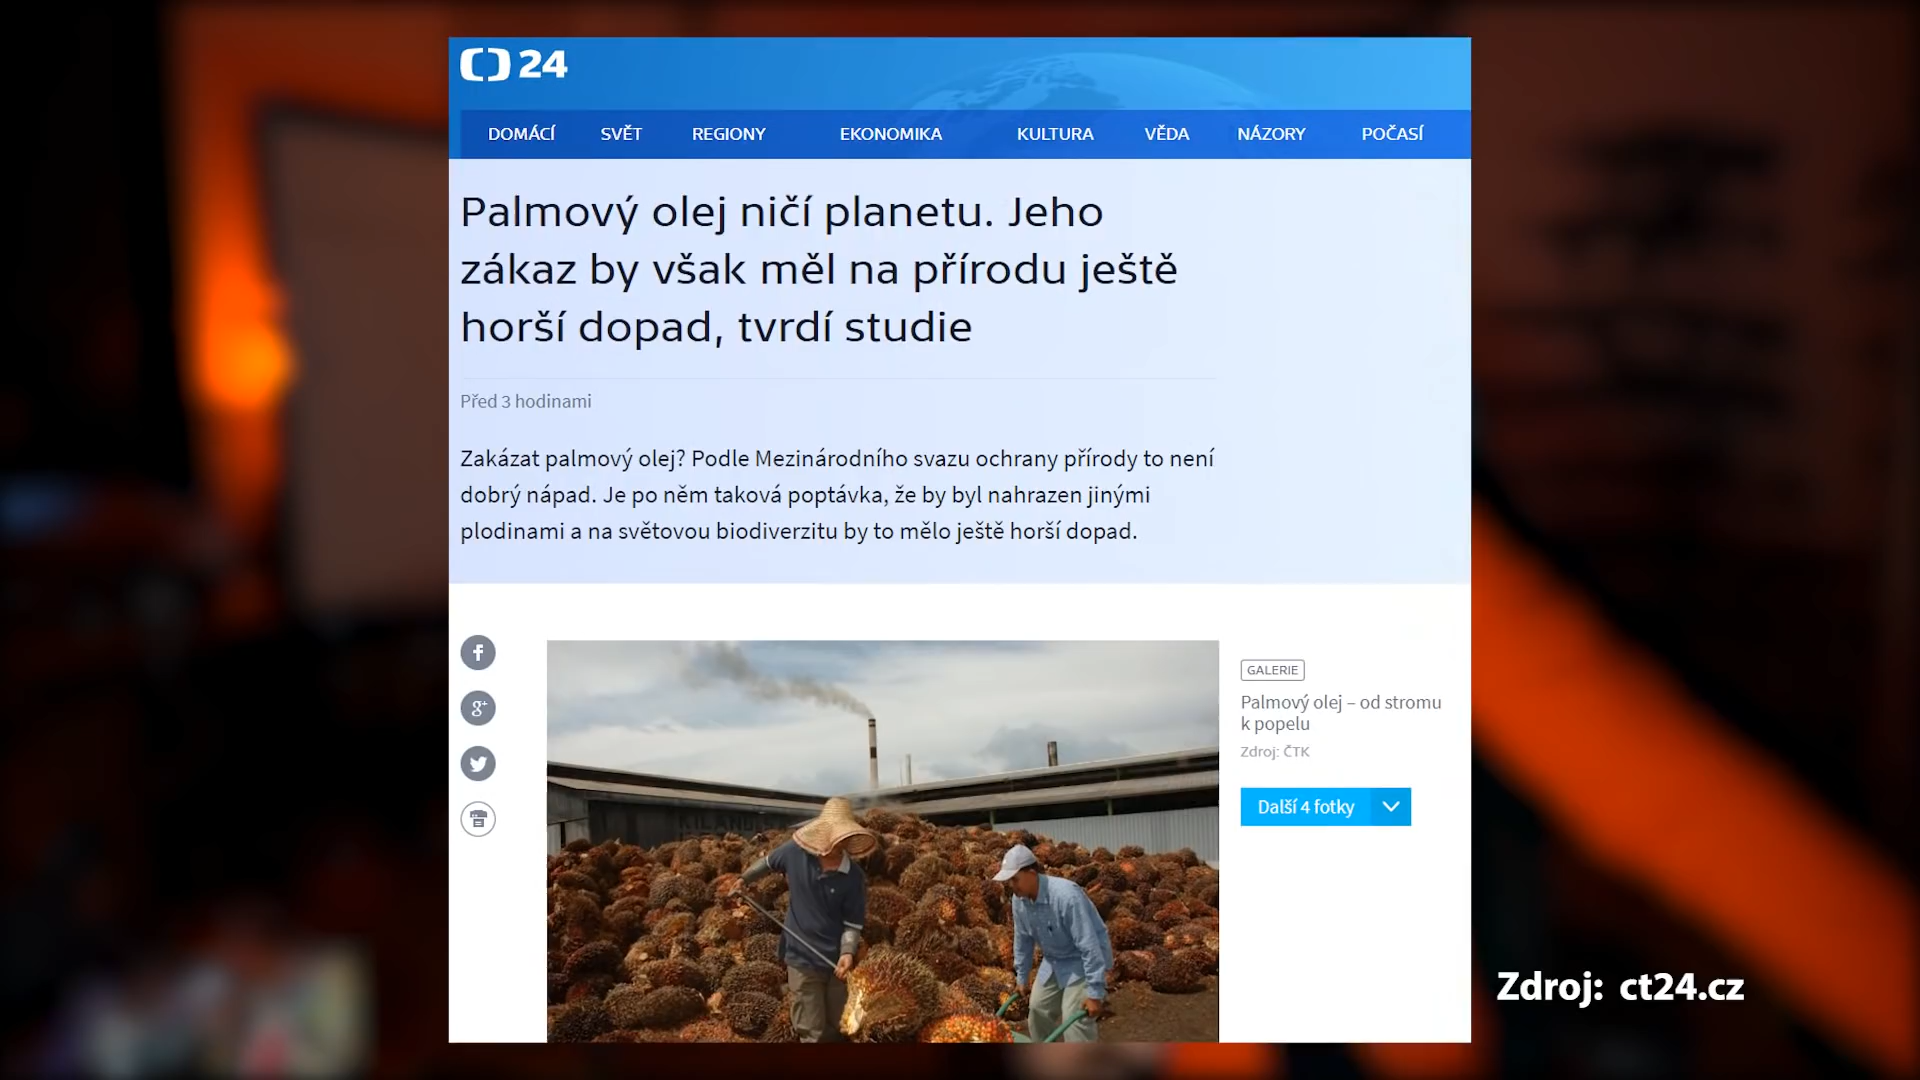 24
DOMÁCÍ SVĚT REGIONY EKONOMIKA KULTURA VĚDA NÁZORY POČASÍ
Palmový olej ničí planetu. Jeho
zákaz by však měl na přírodu ještě
horší dopad, tvrdí studie
Před 3 hodinami
Zakázat palmový olej? Podle Mezinárodního svazu ochrany přírody to není
dobrý nápad. Je po něm taková poptávka, že by byl nahrazen jinými
plodinami a na světovou biodiverzitu by to mělo ještě horší dopad.
GALERIE
Palmový olej – od stromu
k popelu
Zdroj: ČTK
Další 4 fotky
Zdroj: ct24.cz